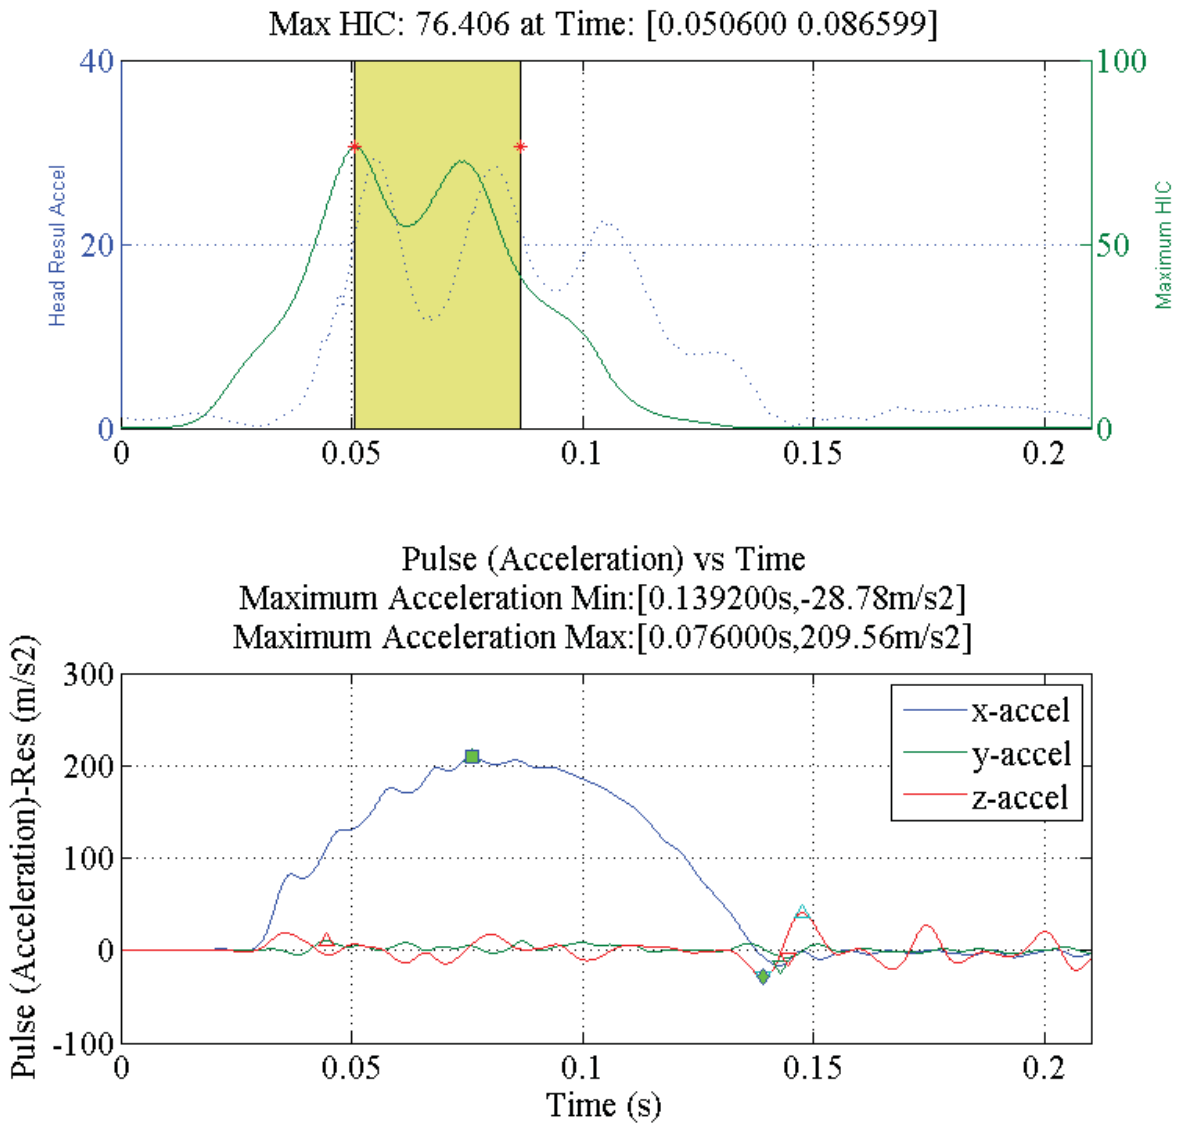 Max HIC: 76.406 at Time: [0.050600 0.086599]
40
100
20
50
0
0
0
0.05
0.1
0.15
0.2
Head Resul Accel
Maximum HIC
Pulse (Acceleration) vs Time
Maximum Acceleration Min:[0.139200s,-28.78m/s2]
Maximum Acceleration Max:[0.076000s,209.56m/s2]
300
200
100
0
-100
Pulse (Acceleration)-Res (m/s2)
x-accel
y-accel
z-accel
0
0.05
0.1
0.15
0.2
Time (s)